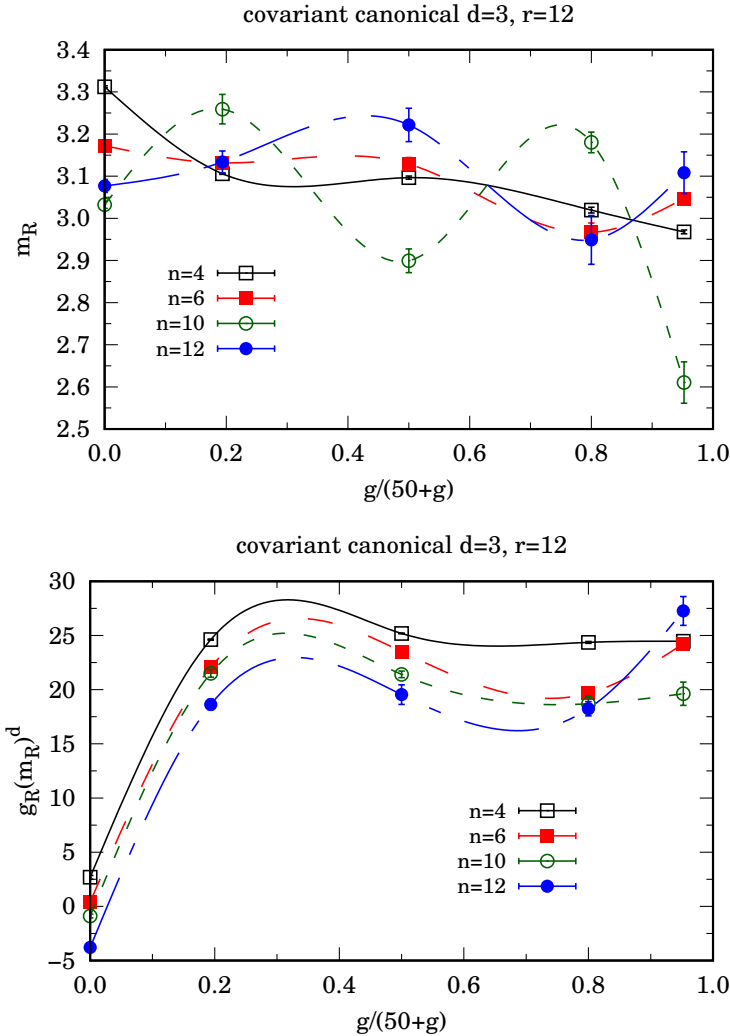 covariant canonical d=3, r=12
3.4
3.3
3.2
3.1
3.0
2.9
2.8
2.7
2.6
2.5
m_R
n=4
n=6
n=10
n=12
0.0 0.2 0.4 0.6 0.8 1.0
g/(50+g)
covariant canonical d=3, r=12
30
25
20
15
10
5
0
−5
g_R(m_R)^d
n=4
n=6
n=10
n=12
0.0 0.2 0.4 0.6 0.8 1.0
g/(50+g)